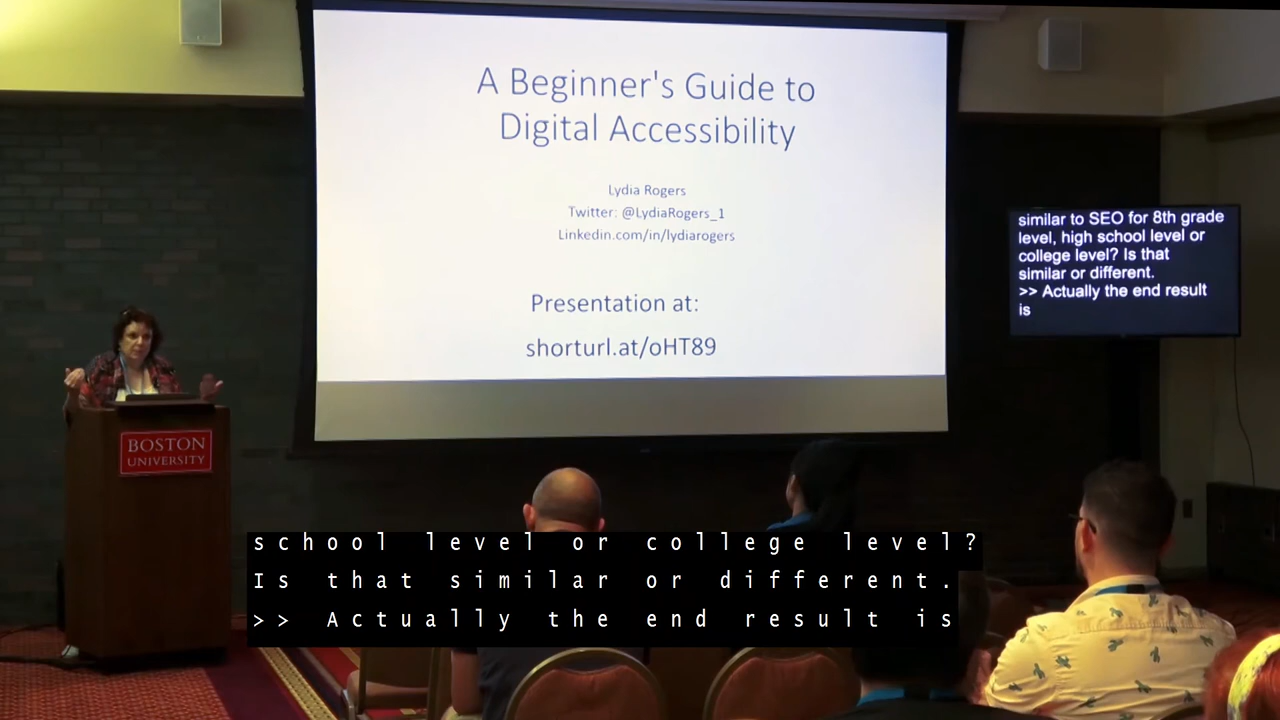 A Beginner's Guide to
Digital Accessibility
Lydia Rogers
Twitter: @LydiaRogers_1
Linkedin.com/in/lydiarogers
Presentation at:
shorturl.at/oHT89
similar to SEO for 8th grade
level, high school level or
college level? Is that
similar or different.
>> Actually the end result
is
BOSTON
UNIVERSITY
school level or college level?
Is that similar or different.
>> Actually the end result is